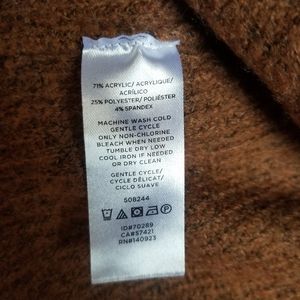 71% ACRYLIC/ ACRYLIQUE/
ACRÍLICO
25% POLYESTER/ POLIÉSTER
4% SPANDEX
MACHINE WASH COLD
GENTLE CYCLE
ONLY NON-CHLORINE
BLEACH WHEN NEEDED
TUMBLE DRY LOW
COOL IRON IF NEEDED
OR DRY CLEAN
GENTLE CYCLE/
CYCLE DÉLICAT/
CICLO SUAVE
508244
ID#70289
CA#57421
RN#140923